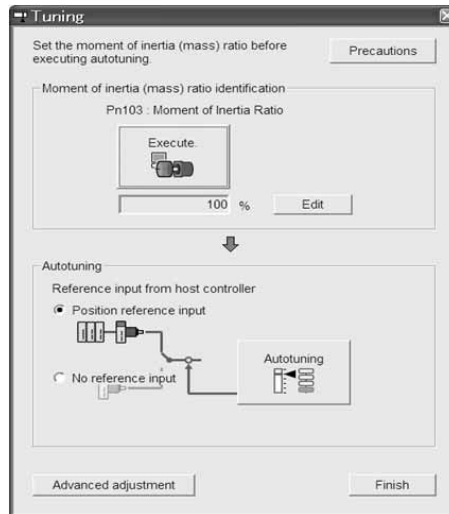 Tuning
Set the moment of inertia (mass) ratio before
executing autotuning.
Precautions
Moment of inertia (mass) ratio identification
Pn103 : Moment of Inertia Ratio
Execute.
100 %
Edit
Autotuning
Reference input from host controller
Position reference input
No reference input
Autotuning
Advanced adjustment
Finish